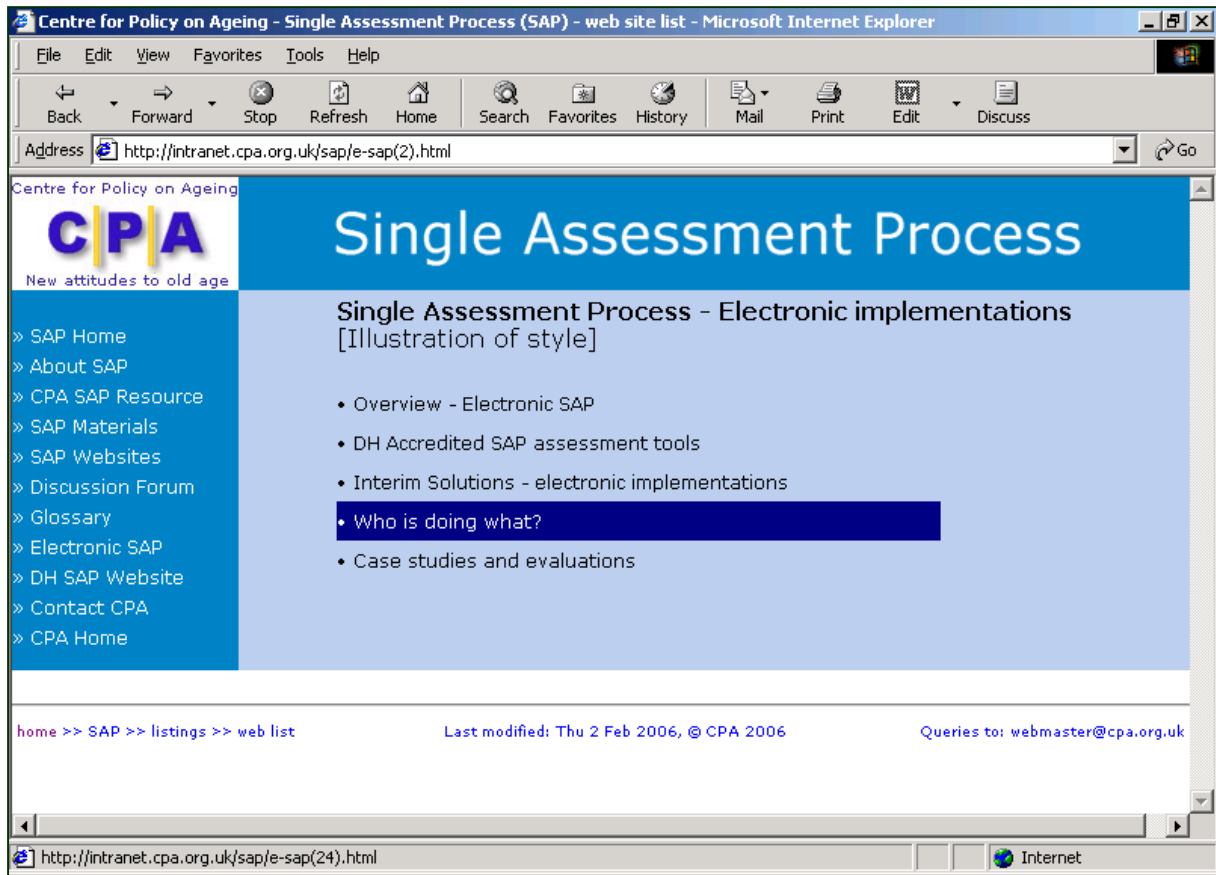 Centre for Policy on Ageing - Single Assessment Process (SAP) - web site list - Microsoft Internet Explorer
File Edit View Favorites Tools Help
Back Forward Stop Refresh Home Search Favorites History Mail Print Edit Discuss
Address http://intranet.cpa.org.uk/sap/e-sap(2).html Go
Centre for Policy on Ageing
CPA
New attitudes to old age
Single Assessment Process
» SAP Home
» About SAP
» CPA SAP Resource
» SAP Materials
» SAP Websites
» Discussion Forum
» Glossary
» Electronic SAP
» DH SAP Website
» Contact CPA
» CPA Home
Single Assessment Process - Electronic implementations
[Illustration of style]
• Overview - Electronic SAP
• DH Accredited SAP assessment tools
• Interim Solutions - electronic implementations
• Who is doing what?
• Case studies and evaluations
home >> SAP >> listings >> web list Last modified: Thu 2 Feb 2006, © CPA 2006 Queries to: webmaster@cpa.org.uk
http://intranet.cpa.org.uk/sap/e-sap(24).html Internet